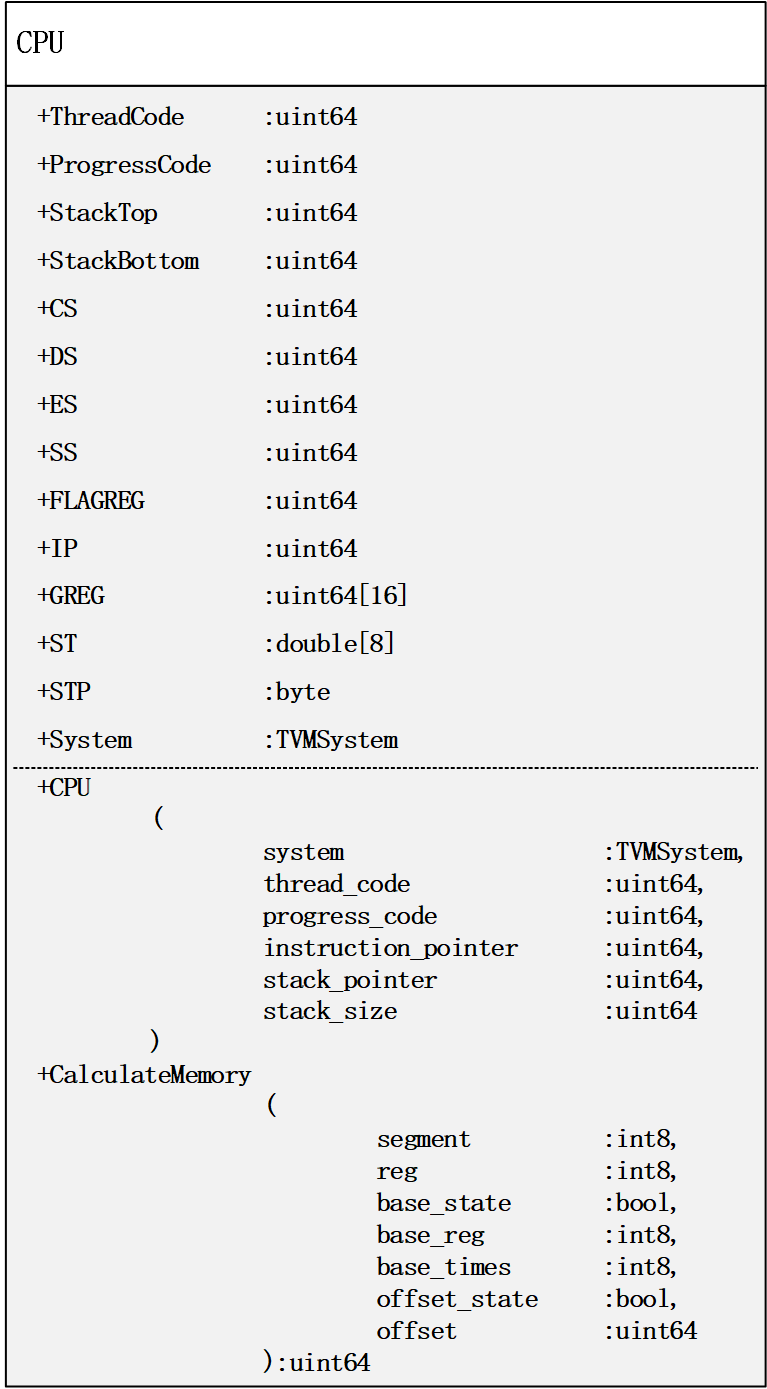 CPU
+ThreadCode :uint64
+ProgressCode :uint64
+StackTop :uint64
+StackBottom :uint64
+CS :uint64
+DS :uint64
+ES :uint64
+SS :uint64
+FLAGREG :uint64
+IP :uint64
+GREG :uint64[16]
+ST :double[8]
+STP :byte
+System :TVMSystem
+CPU
(
system :TVMSystem,
thread_code :uint64,
progress_code :uint64,
instruction_pointer :uint64,
stack_pointer :uint64,
stack_size :uint64
)
+CalculateMemory
(
segment :int8,
reg :int8,
base_state :bool,
base_reg :int8,
base_times :int8,
offset_state :bool,
offset :uint64
):uint64